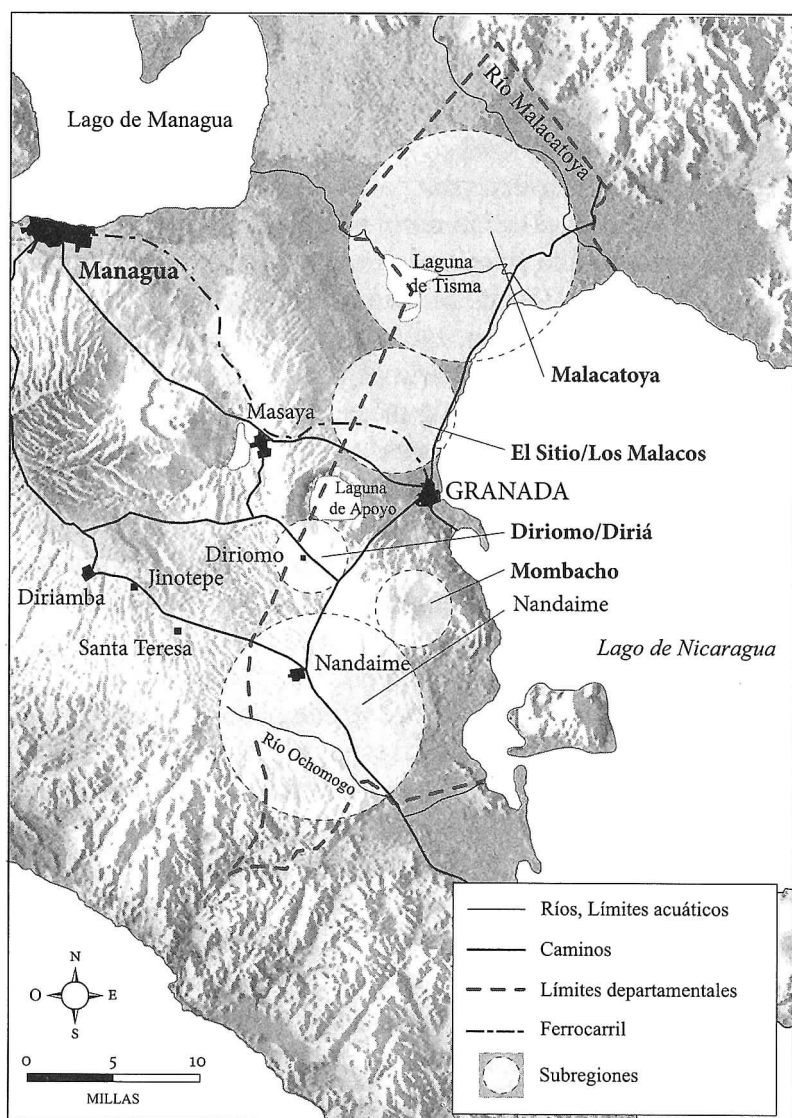 Lago de Managua
Río Malacatoya
Managua
Laguna
de Tisma
Malacatoya
Masaya
El Sitio/Los Malacos
Laguna
de Apoyo
GRANADA
Diriomo/Diriá
Diriomo
Mombacho
Jinotepe
Diriamba
Nandaime
Santa Teresa
Lago de Nicaragua
Nandaime
Río Ochomogo
N
O
E
S
0
5
10
MILLAS
Ríos, Límites acuáticos
Caminos
Límites departamentales
Ferrocarril
Subregiones